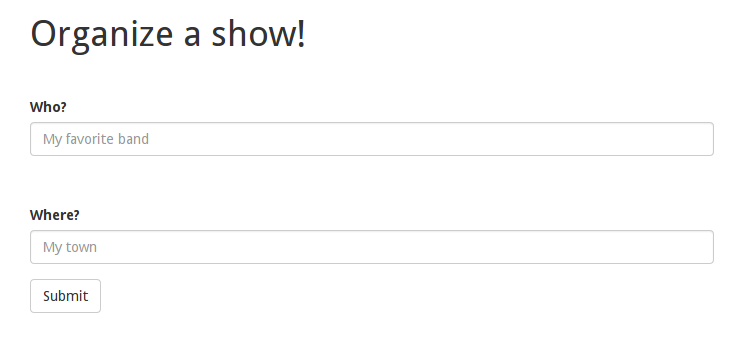 Organize a show!
Who?
My favorite band
Where?
My town
Submit